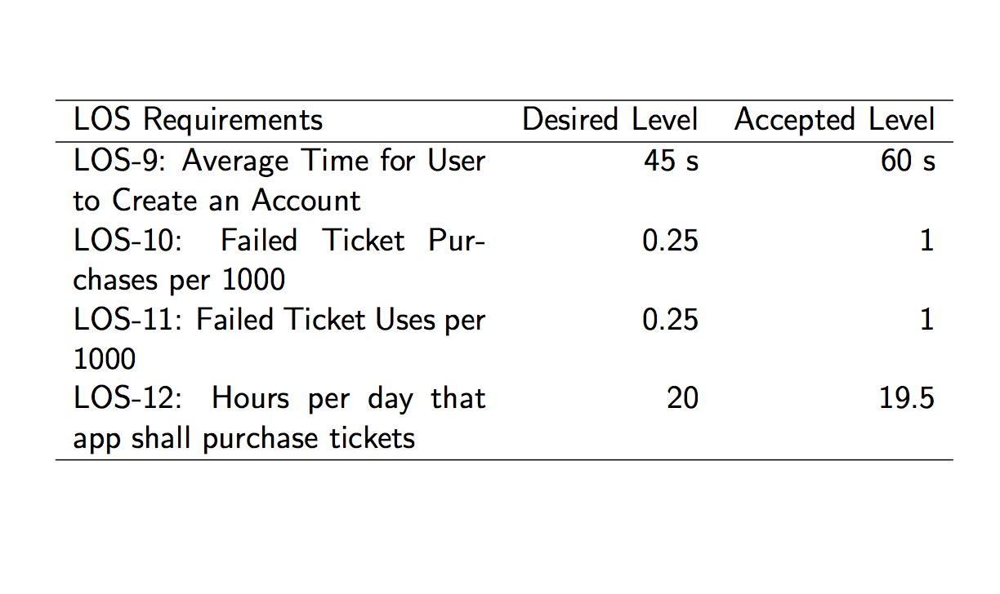 LOS Requirements Desired Level Accepted Level
LOS-9: Average Time for User 45 s 60 s
to Create an Account
LOS-10: Failed Ticket Pur- 0.25 1
chases per 1000
LOS-11: Failed Ticket Uses per 0.25 1
1000
LOS-12: Hours per day that 20 19.5
app shall purchase tickets